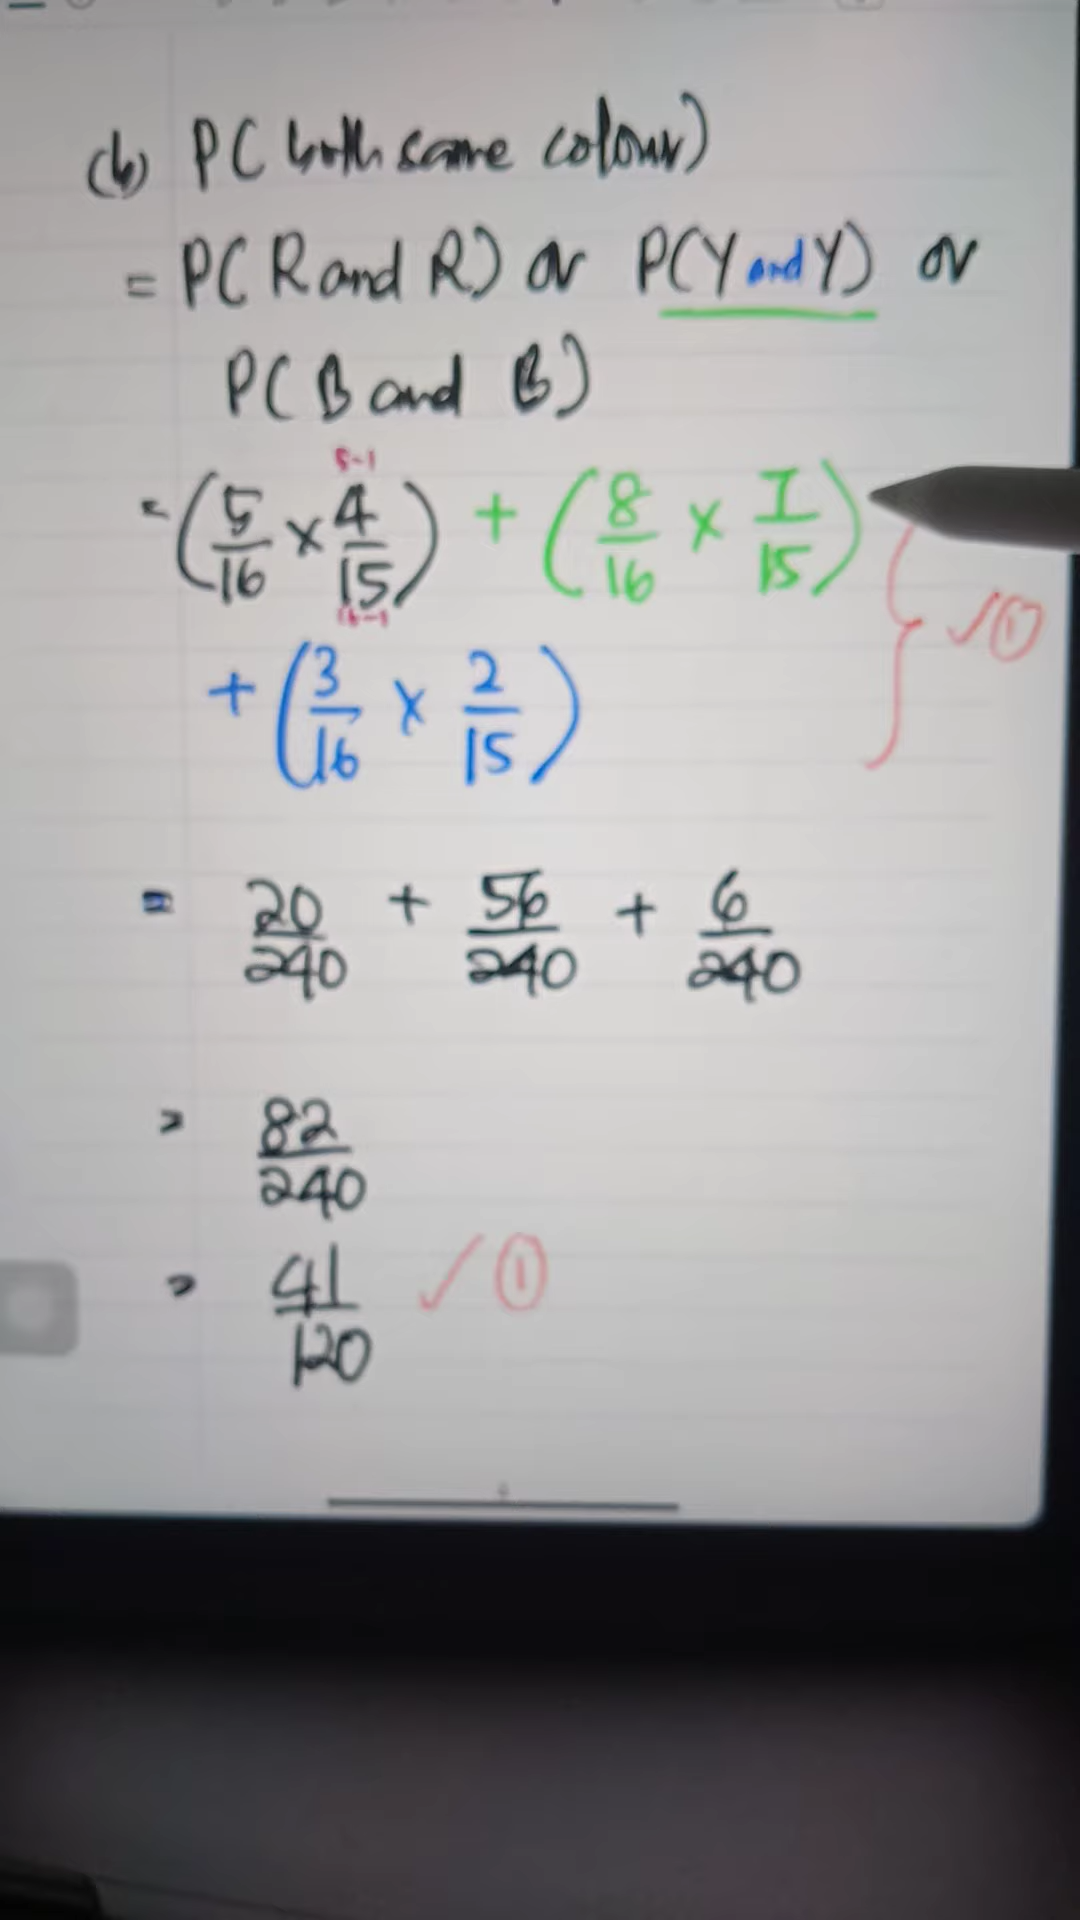 (b) P( both same colour)
= P( R and R) or P(Y and Y) or
P( B and B)
5-1
= (5/16 × 4/15) + (8/16 × 7/15)
16-1
✓①
+ (3/16 × 2/15)
= 20/240 + 56/240 + 6/240
= 82/240
= 41/120 ✓①